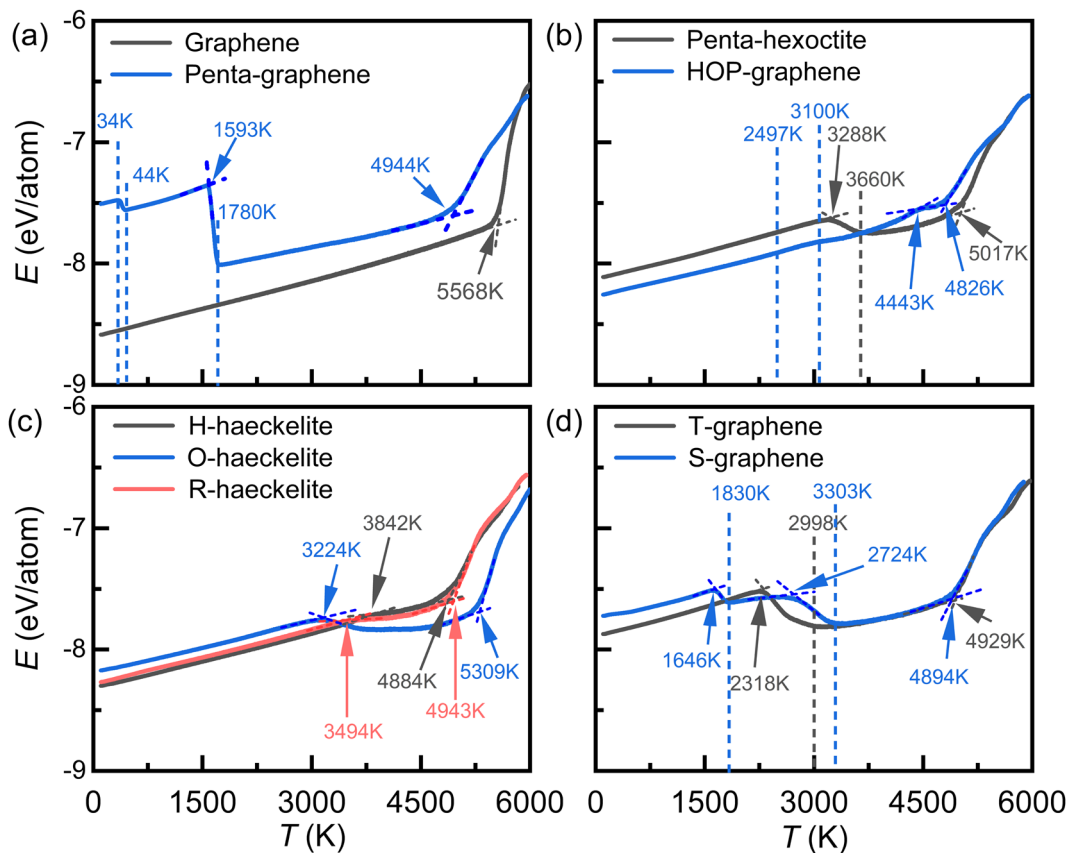 (a)
Graphene
Penta-graphene
34K
44K
1593K
1780K
4944K
5568K
-6
-7
-8
-9
E (eV/atom)
(b)
Penta-hexoctite
HOP-graphene
2497K
3100K
3288K
3660K
4443K
4826K
5017K
(c)
H-haeckelite
O-haeckelite
R-haeckelite
3224K
3842K
3494K
4884K
4943K
5309K
-6
-7
-8
-9
E (eV/atom)
0 1500 3000 4500 6000
T (K)
(d)
T-graphene
S-graphene
1830K
3303K
2998K
2724K
1646K
2318K
4894K
4929K
0 1500 3000 4500 6000
T (K)